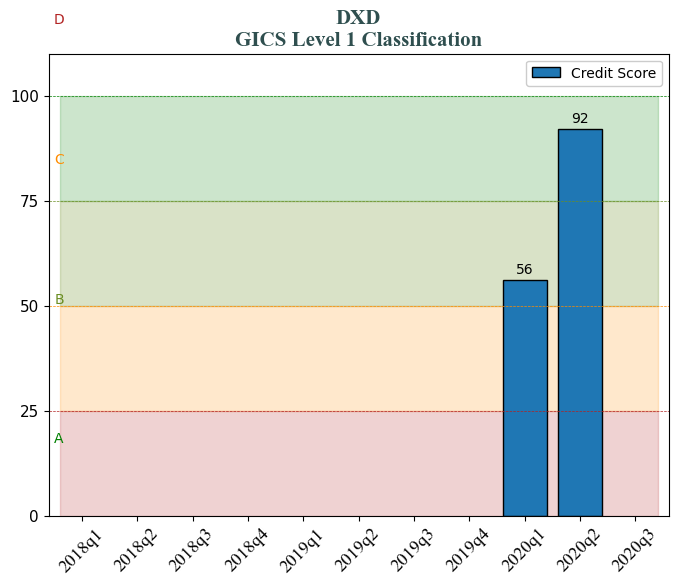 D
DXD
GICS Level 1 Classification
Credit Score
100
92
C
75
56
B
50
25
A
0
2018q1
2018q2
2018q3
2018q4
2019q1
2019q2
2019q3
2019q4
2020q1
2020q2
2020q3